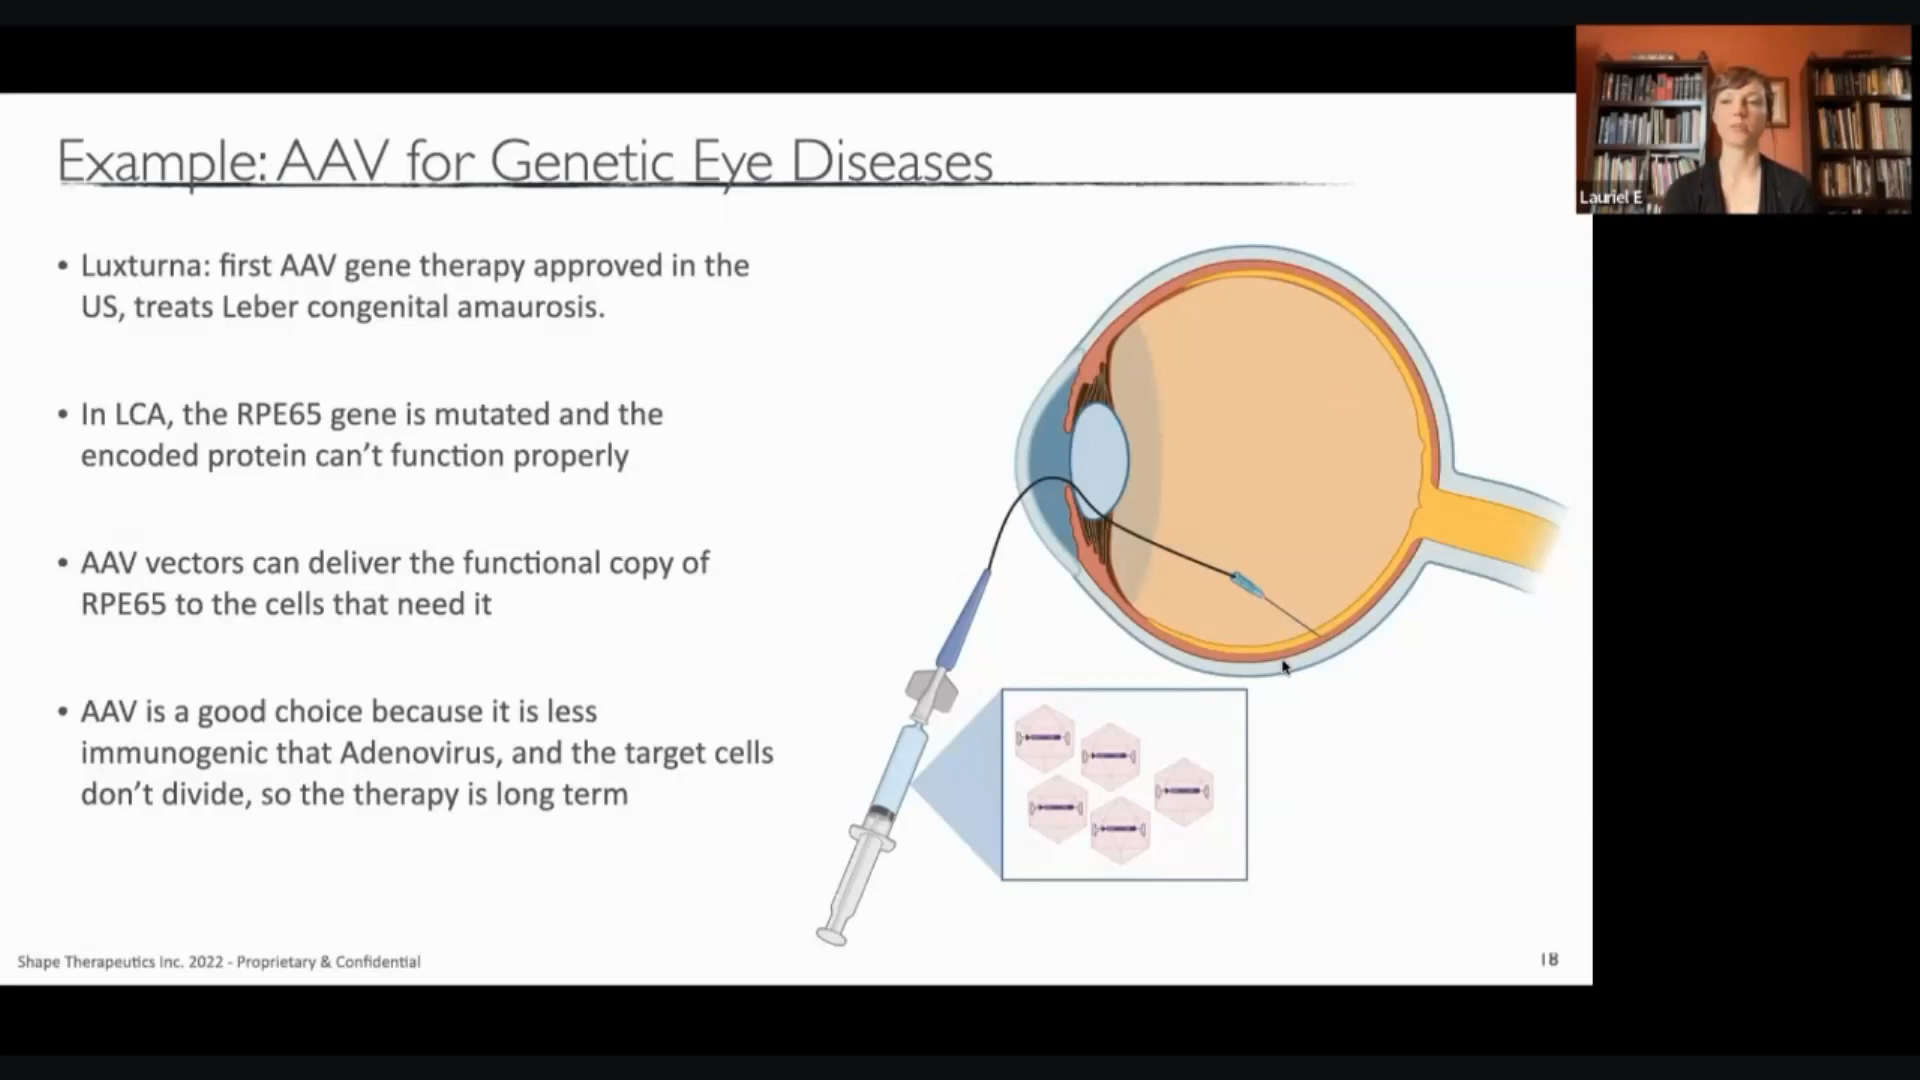 Example: AAV for Genetic Eye Diseases
• Luxturna: first AAV gene therapy approved in the
US, treats Leber congenital amaurosis.
• In LCA, the RPE65 gene is mutated and the
encoded protein can't function properly
• AAV vectors can deliver the functional copy of
RPE65 to the cells that need it
• AAV is a good choice because it is less
immunogenic that Adenovirus, and the target cells
don't divide, so the therapy is long term
Shape Therapeutics Inc. 2022 - Proprietary & Confidential
18
Lauriel E